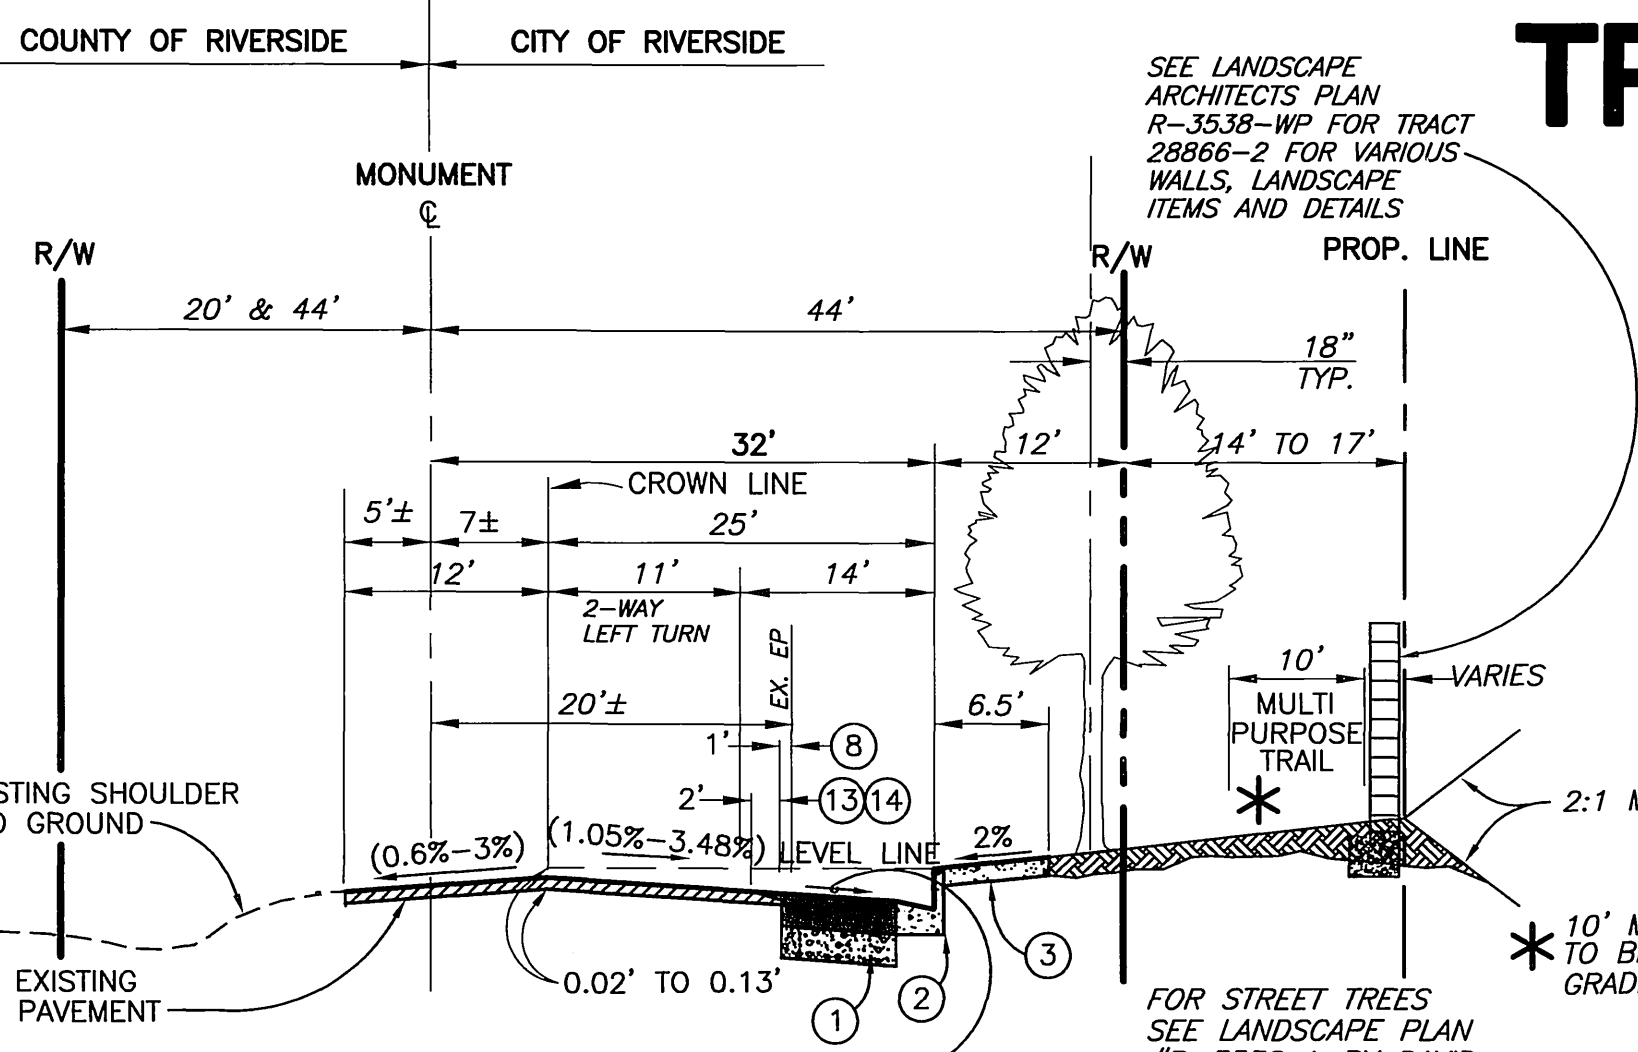 COUNTY OF RIVERSIDE
CITY OF RIVERSIDE
TR
SEE LANDSCAPE
ARCHITECTS PLAN
R-3538-WP FOR TRACT
28866-2 FOR VARIOUS
WALLS, LANDSCAPE
ITEMS AND DETAILS
MONUMENT
℄
R/W
R/W
PROP. LINE
20' & 44'
44'
18"
TYP.
32'
12'
14' TO 17'
CROWN LINE
5'±
7±
25'
12'
11'
14'
2-WAY
LEFT TURN
EX. EP
20'±
6.5'
10'
VARIES
MULTI
PURPOSE
TRAIL
1'
8
2'
13 14
STING SHOULDER
GROUND
(0.6%-3%)
(1.05%-3.48%)
LEVEL LINE
2%
2:1
EXISTING
PAVEMENT
0.02' TO 0.13'
1
2
3
10'
TO
GRAD
FOR STREET TREES
SEE LANDSCAPE PLAN